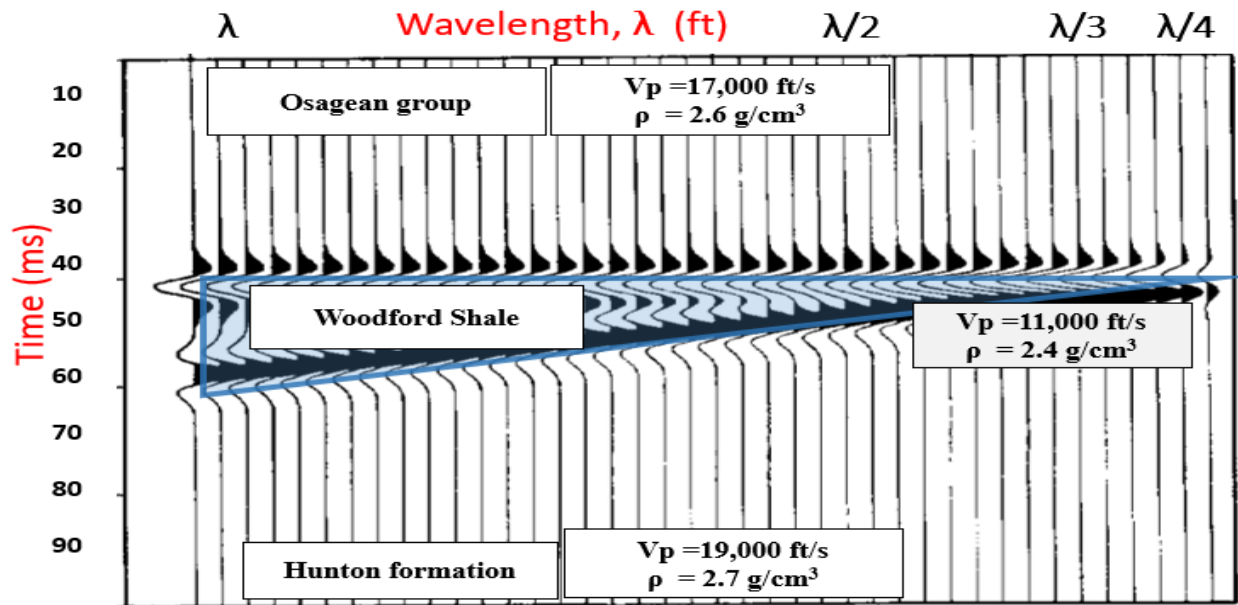 λ Wavelength, λ (ft) λ/2 λ/3 λ/4
Time (ms)
10
20
30
40
50
60
70
80
90
Osagean group
Vp =17,000 ft/s
ρ = 2.6 g/cm³
Woodford Shale
Vp =11,000 ft/s
ρ = 2.4 g/cm³
Hunton formation
Vp =19,000 ft/s
ρ = 2.7 g/cm³